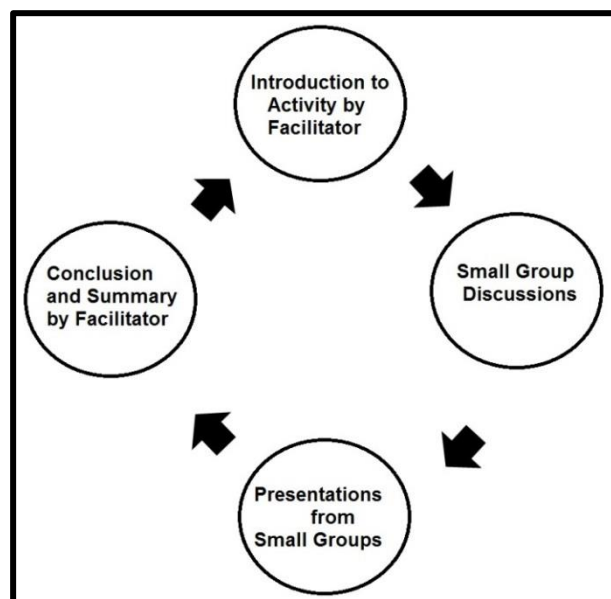 Introduction to
Activity by
Facilitator
Small Group
Discussions
Presentations
from
Small Groups
Conclusion
and Summary
by Facilitator